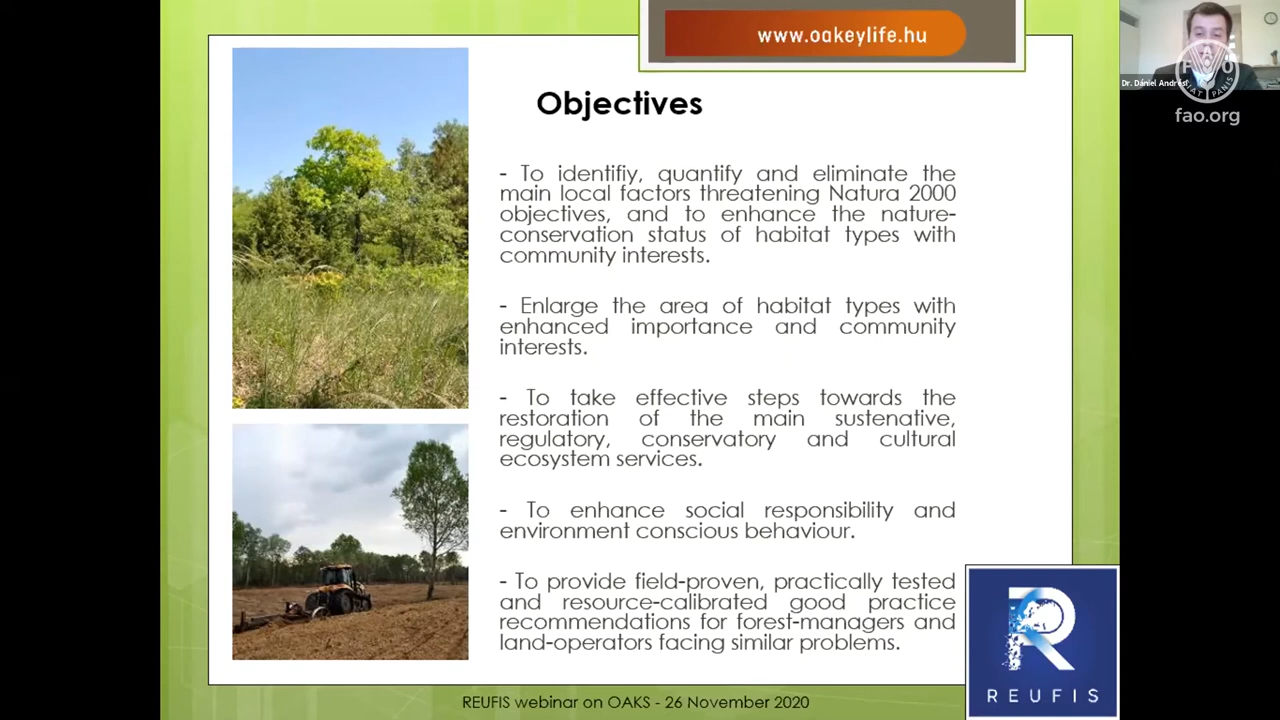 www.oakeylife.hu
Objectives
- To identifiy, quantify and eliminate the
main local factors threatening Natura 2000
objectives, and to enhance the nature-
conservation status of habitat types with
community interests.
- Enlarge the area of habitat types with
enhanced importance and community
interests.
- To take effective steps towards the
restoration of the main sustenative,
regulatory, conservatory and cultural
ecosystem services.
- To enhance social responsibility and
environment conscious behaviour.
- To provide field-proven, practically tested
and resource-calibrated good practice
recommendations for forest-managers and
land-operators facing similar problems.
REUFIS webinar on OAKS - 26 November 2020
R
REUFIS
Dr. Dániel Andrési
FAO
fao.org